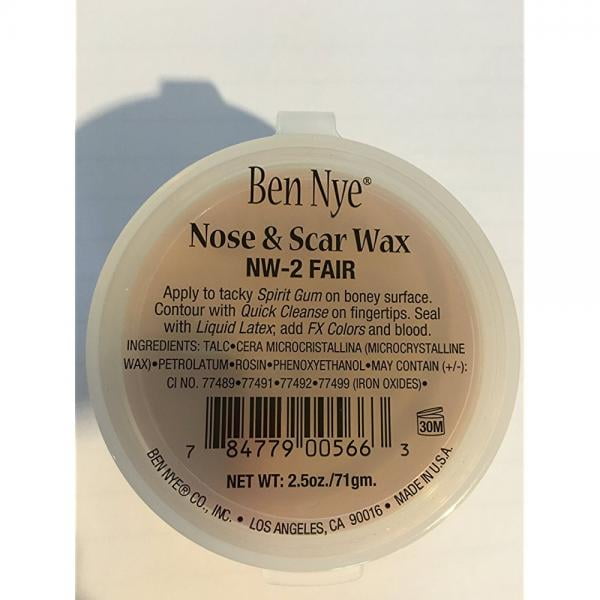 Ben Nye®
Nose & Scar Wax
NW-2 FAIR
Apply to tacky Spirit Gum on boney surface.
Contour with Quick Cleanse on fingertips. Seal
with Liquid Latex, add FX Colors and blood.
INGREDIENTS: TALC•CERA MICROCRISTALLINA (MICROCRYSTALLINE
WAX)•PETROLATUM•ROSIN•PHENOXYETHANOL•MAY CONTAIN (+/-):
CI NO. 77489•77491•77492•77499 (IRON OXIDES)•
30M
7 84779 00566 3
NET WT: 2.5oz./71gm.
BEN NYE® CO., INC. • LOS ANGELES, CA 90016 • MADE IN U.S.A.